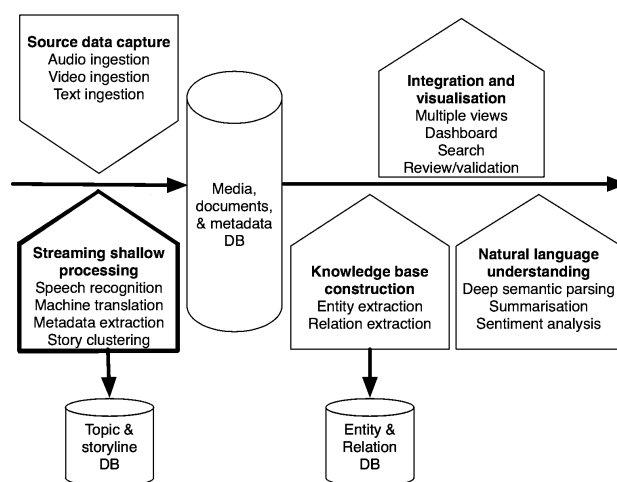 Source data capture
Audio ingestion
Video ingestion
Text ingestion
Integration and
visualisation
Multiple views
Dashboard
Search
Review/validation
Media,
documents,
& metadata
DB
Streaming shallow
processing
Speech recognition
Machine translation
Metadata extraction
Story clustering
Knowledge base
construction
Entity extraction
Relation extraction
Natural language
understanding
Deep semantic parsing
Summarisation
Sentiment analysis
Topic &
storyline
DB
Entity &
Relation
DB